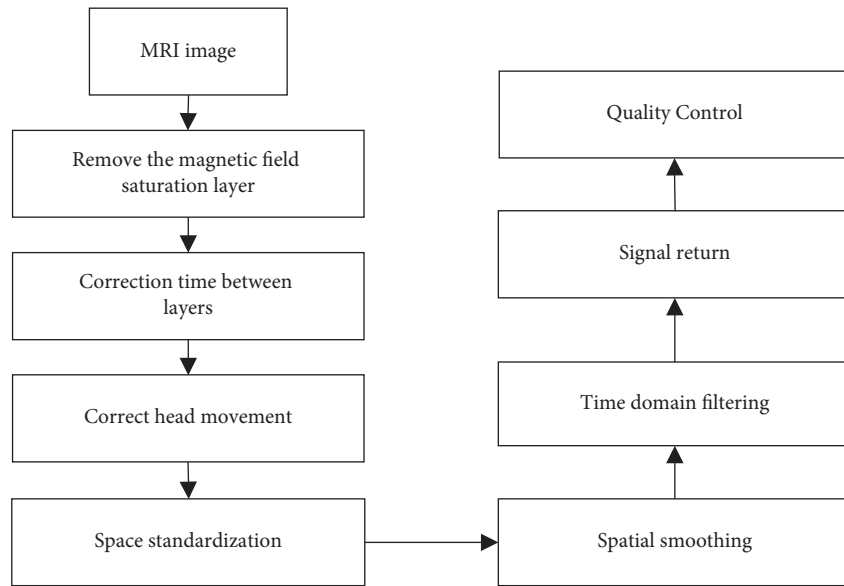 MRI image
Remove the magnetic field
saturation layer
Correction time between
layers
Correct head movement
Space standardization
Spatial smoothing
Time domain filtering
Signal return
Quality Control